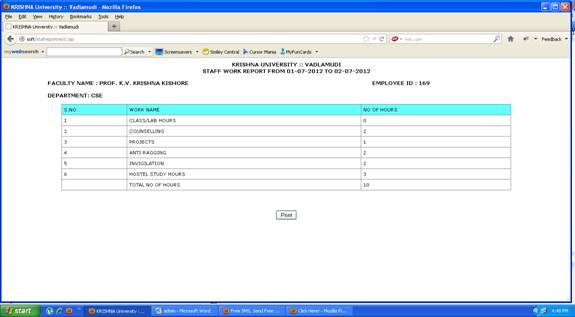 KRISHNA University :: Vadlamudi - Mozilla Firefox
File Edit View History Bookmarks Tools Help
KRISHNA University :: Vadlamudi
soft/staffreportnext.jsp
Ask.com
Feedback
mywebsearch Search Screensavers Smiley Central Cursor Mania MyFunCards
KRISHNA UNIVERSITY :: VADLAMUDI
STAFF WORK REPORT FROM 01-07-2012 TO 02-07-2012
FACULTY NAME : PROF. K.V. KRISHNA KISHORE EMPLOYEE ID : 169
DEPARTMENT: CSE
S.NO WORK NAME NO OF HOURS
1 CLASS/LAB HOURS 0
2 COUNSELLING 2
3 PROJECTS 1
4 ANTI RAGGING 2
5 INVIGILATION 2
6 HOSTEL STUDY HOURS 3
TOTAL NO OF HOURS 10
Print
start KRISHNA University :... admin - Microsoft Word Free SMS, Send Free ... Click Here! - Mozilla Fi... 4:48 PM